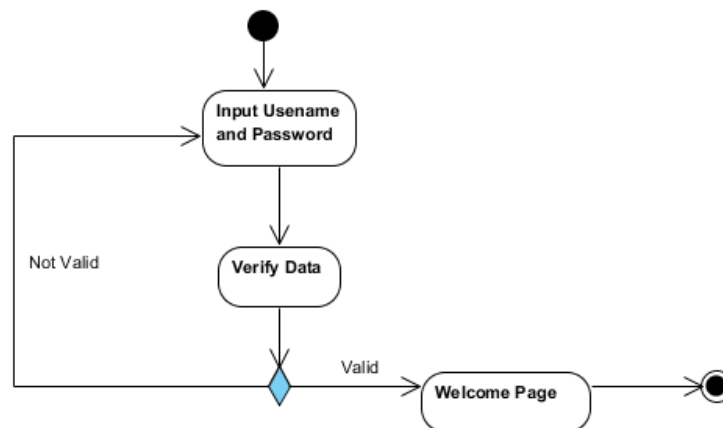 Input Usename
and Password
Not Valid
Verify Data
Valid
Welcome Page